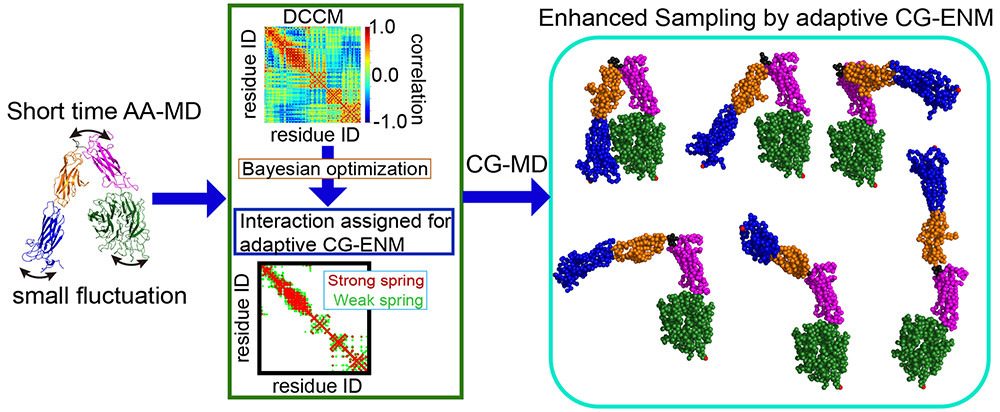 Short time AA-MD
small fluctuation
DCCM
residue ID
1.0
0.0
-1.0
correlation
residue ID
Bayesian optimization
Interaction assigned for
adaptive CG-ENM
residue ID
Strong spring
Weak spring
residue ID
CG-MD
Enhanced Sampling by adaptive CG-ENM